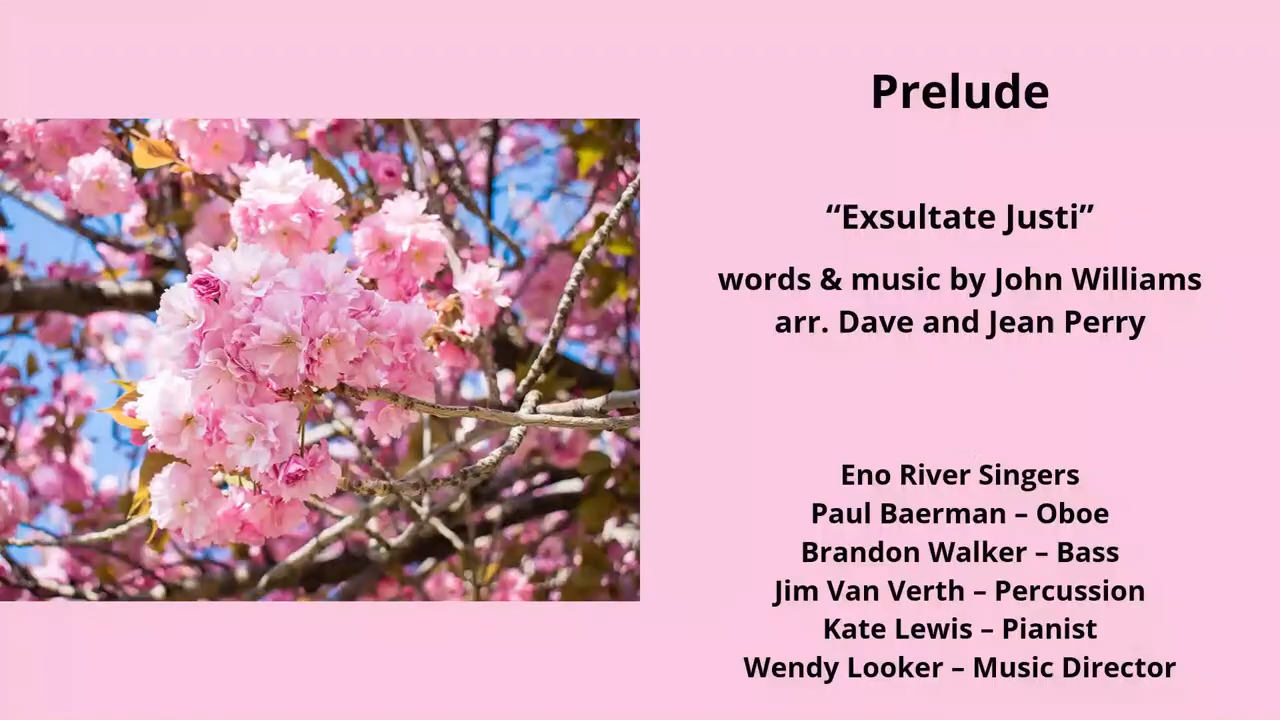 Prelude
“Exsultate Justi”
words & music by John Williams
arr. Dave and Jean Perry
Eno River Singers
Paul Baerman – Oboe
Brandon Walker – Bass
Jim Van Verth – Percussion
Kate Lewis – Pianist
Wendy Looker – Music Director